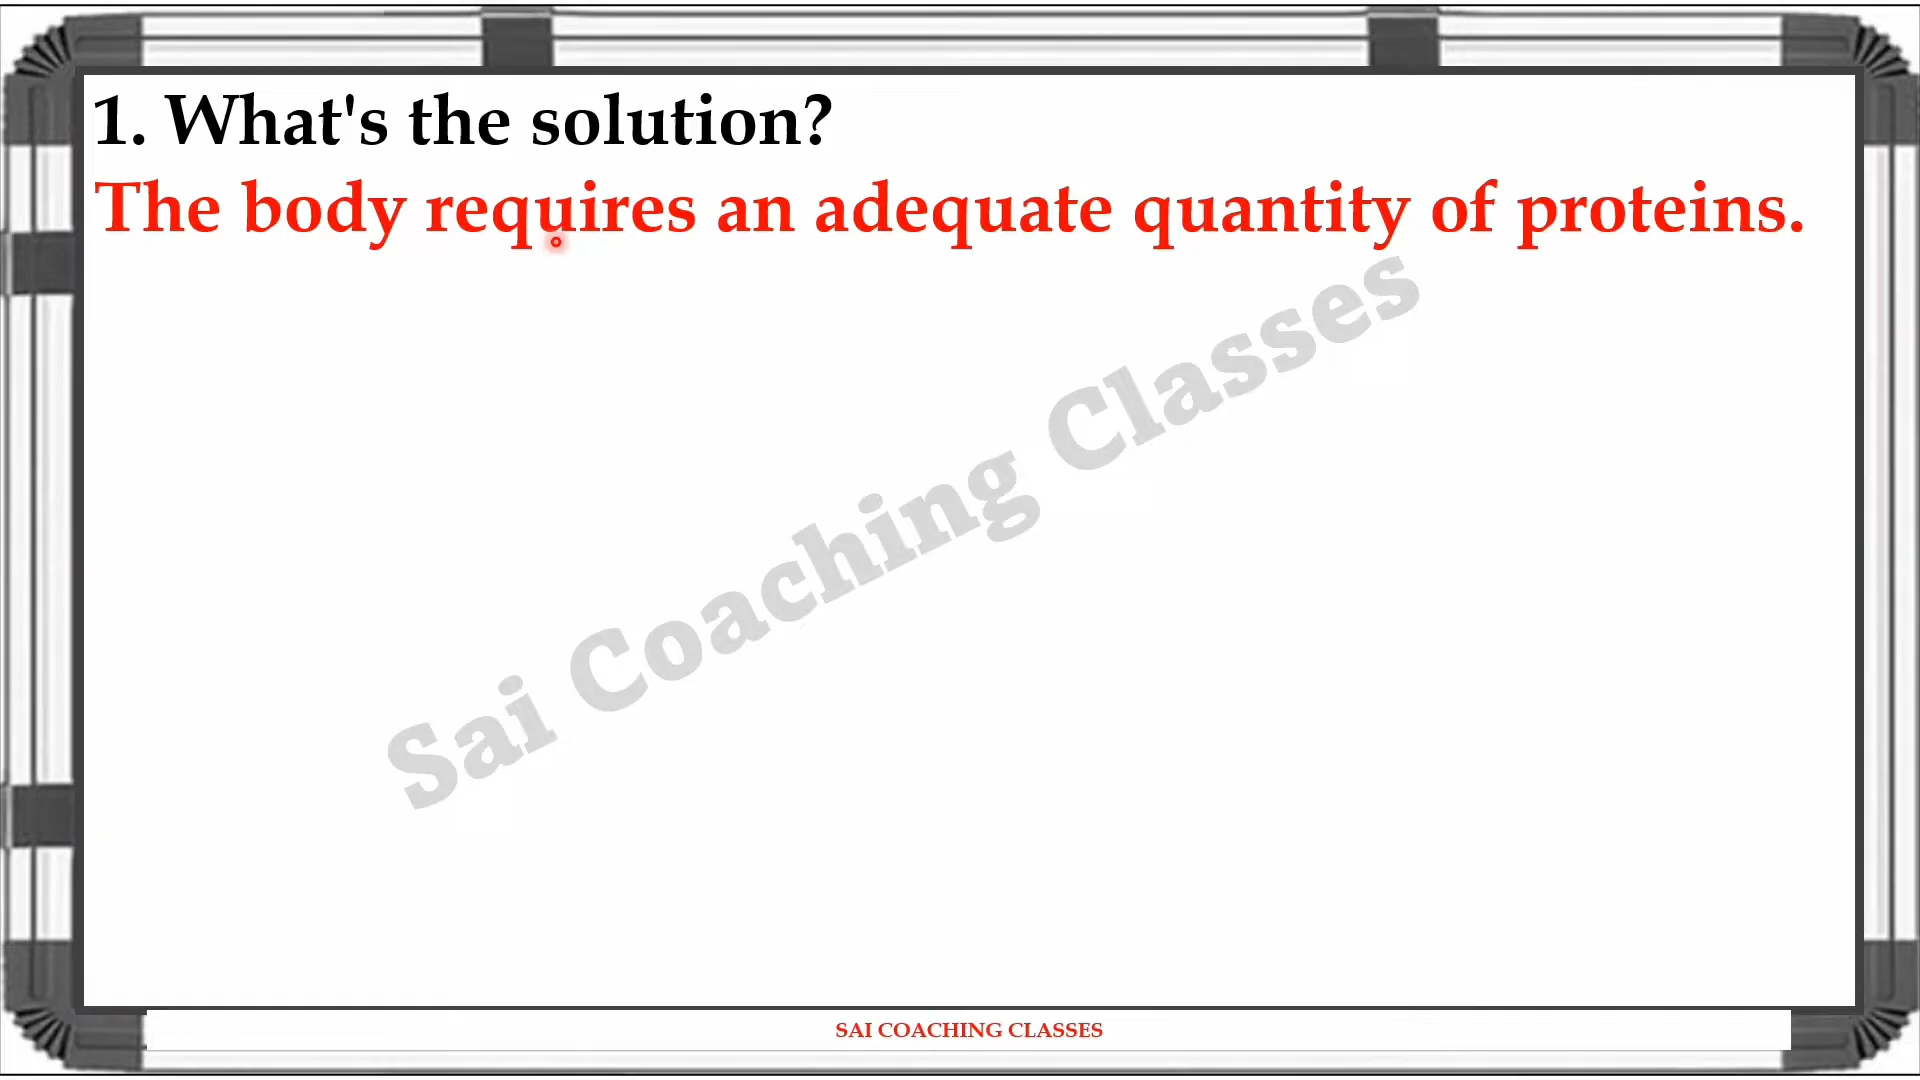 1. What's the solution?
The body requires an adequate quantity of proteins.
Sai Coaching Classes
SAI COACHING CLASSES